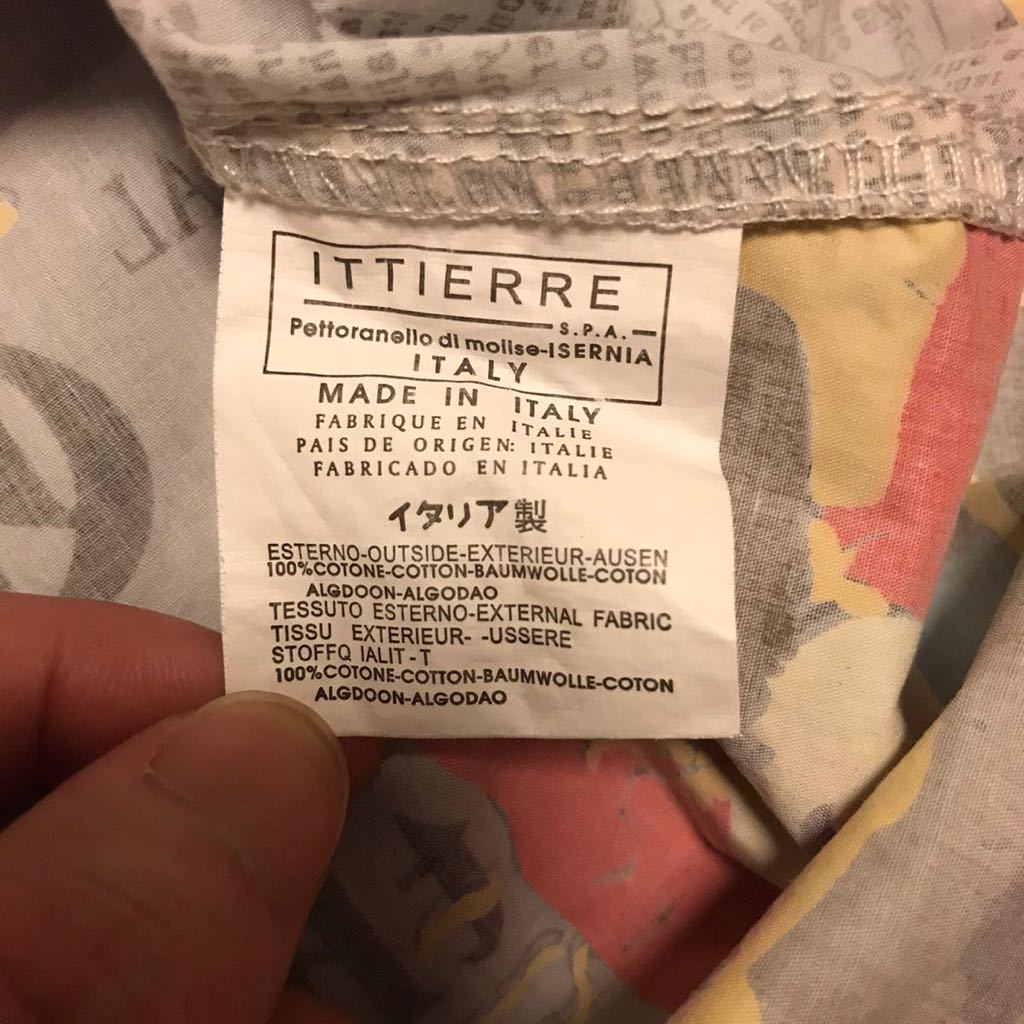 ITTIERRE
S.P.A.
Pettoranello di molise-ISERNIA
ITALY
MADE IN ITALY
FABRIQUE EN ITALIE
PAIS DE ORIGEN: ITALIE
FABRICADO EN ITALIA
イタリア製
ESTERNO-OUTSIDE-EXTERIEUR-AUSEN
100%COTONE-COTTON-BAUMWOLLE-COTON
ALGDOON-ALGODAO
TESSUTO ESTERNO-EXTERNAL FABRIC
TISSU EXTERIEUR- -USSERE
STOFFQ IALIT-T
100%COTONE-COTTON-BAUMWOLLE-COTON
ALGDOON-ALGODAO